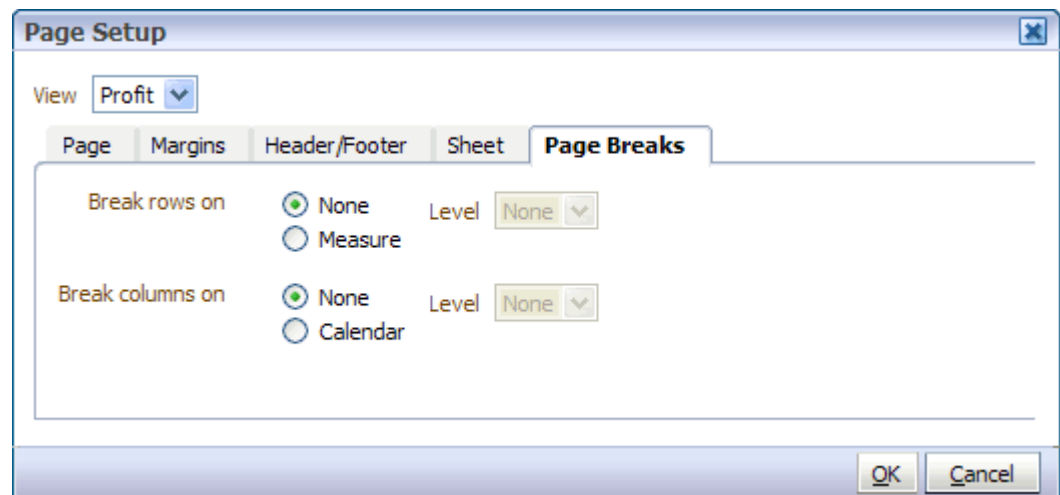 Page Setup
View Profit
Page Margins Header/Footer Sheet Page Breaks
Break rows on None Level None
Measure
Break columns on None Level None
Calendar
OK Cancel